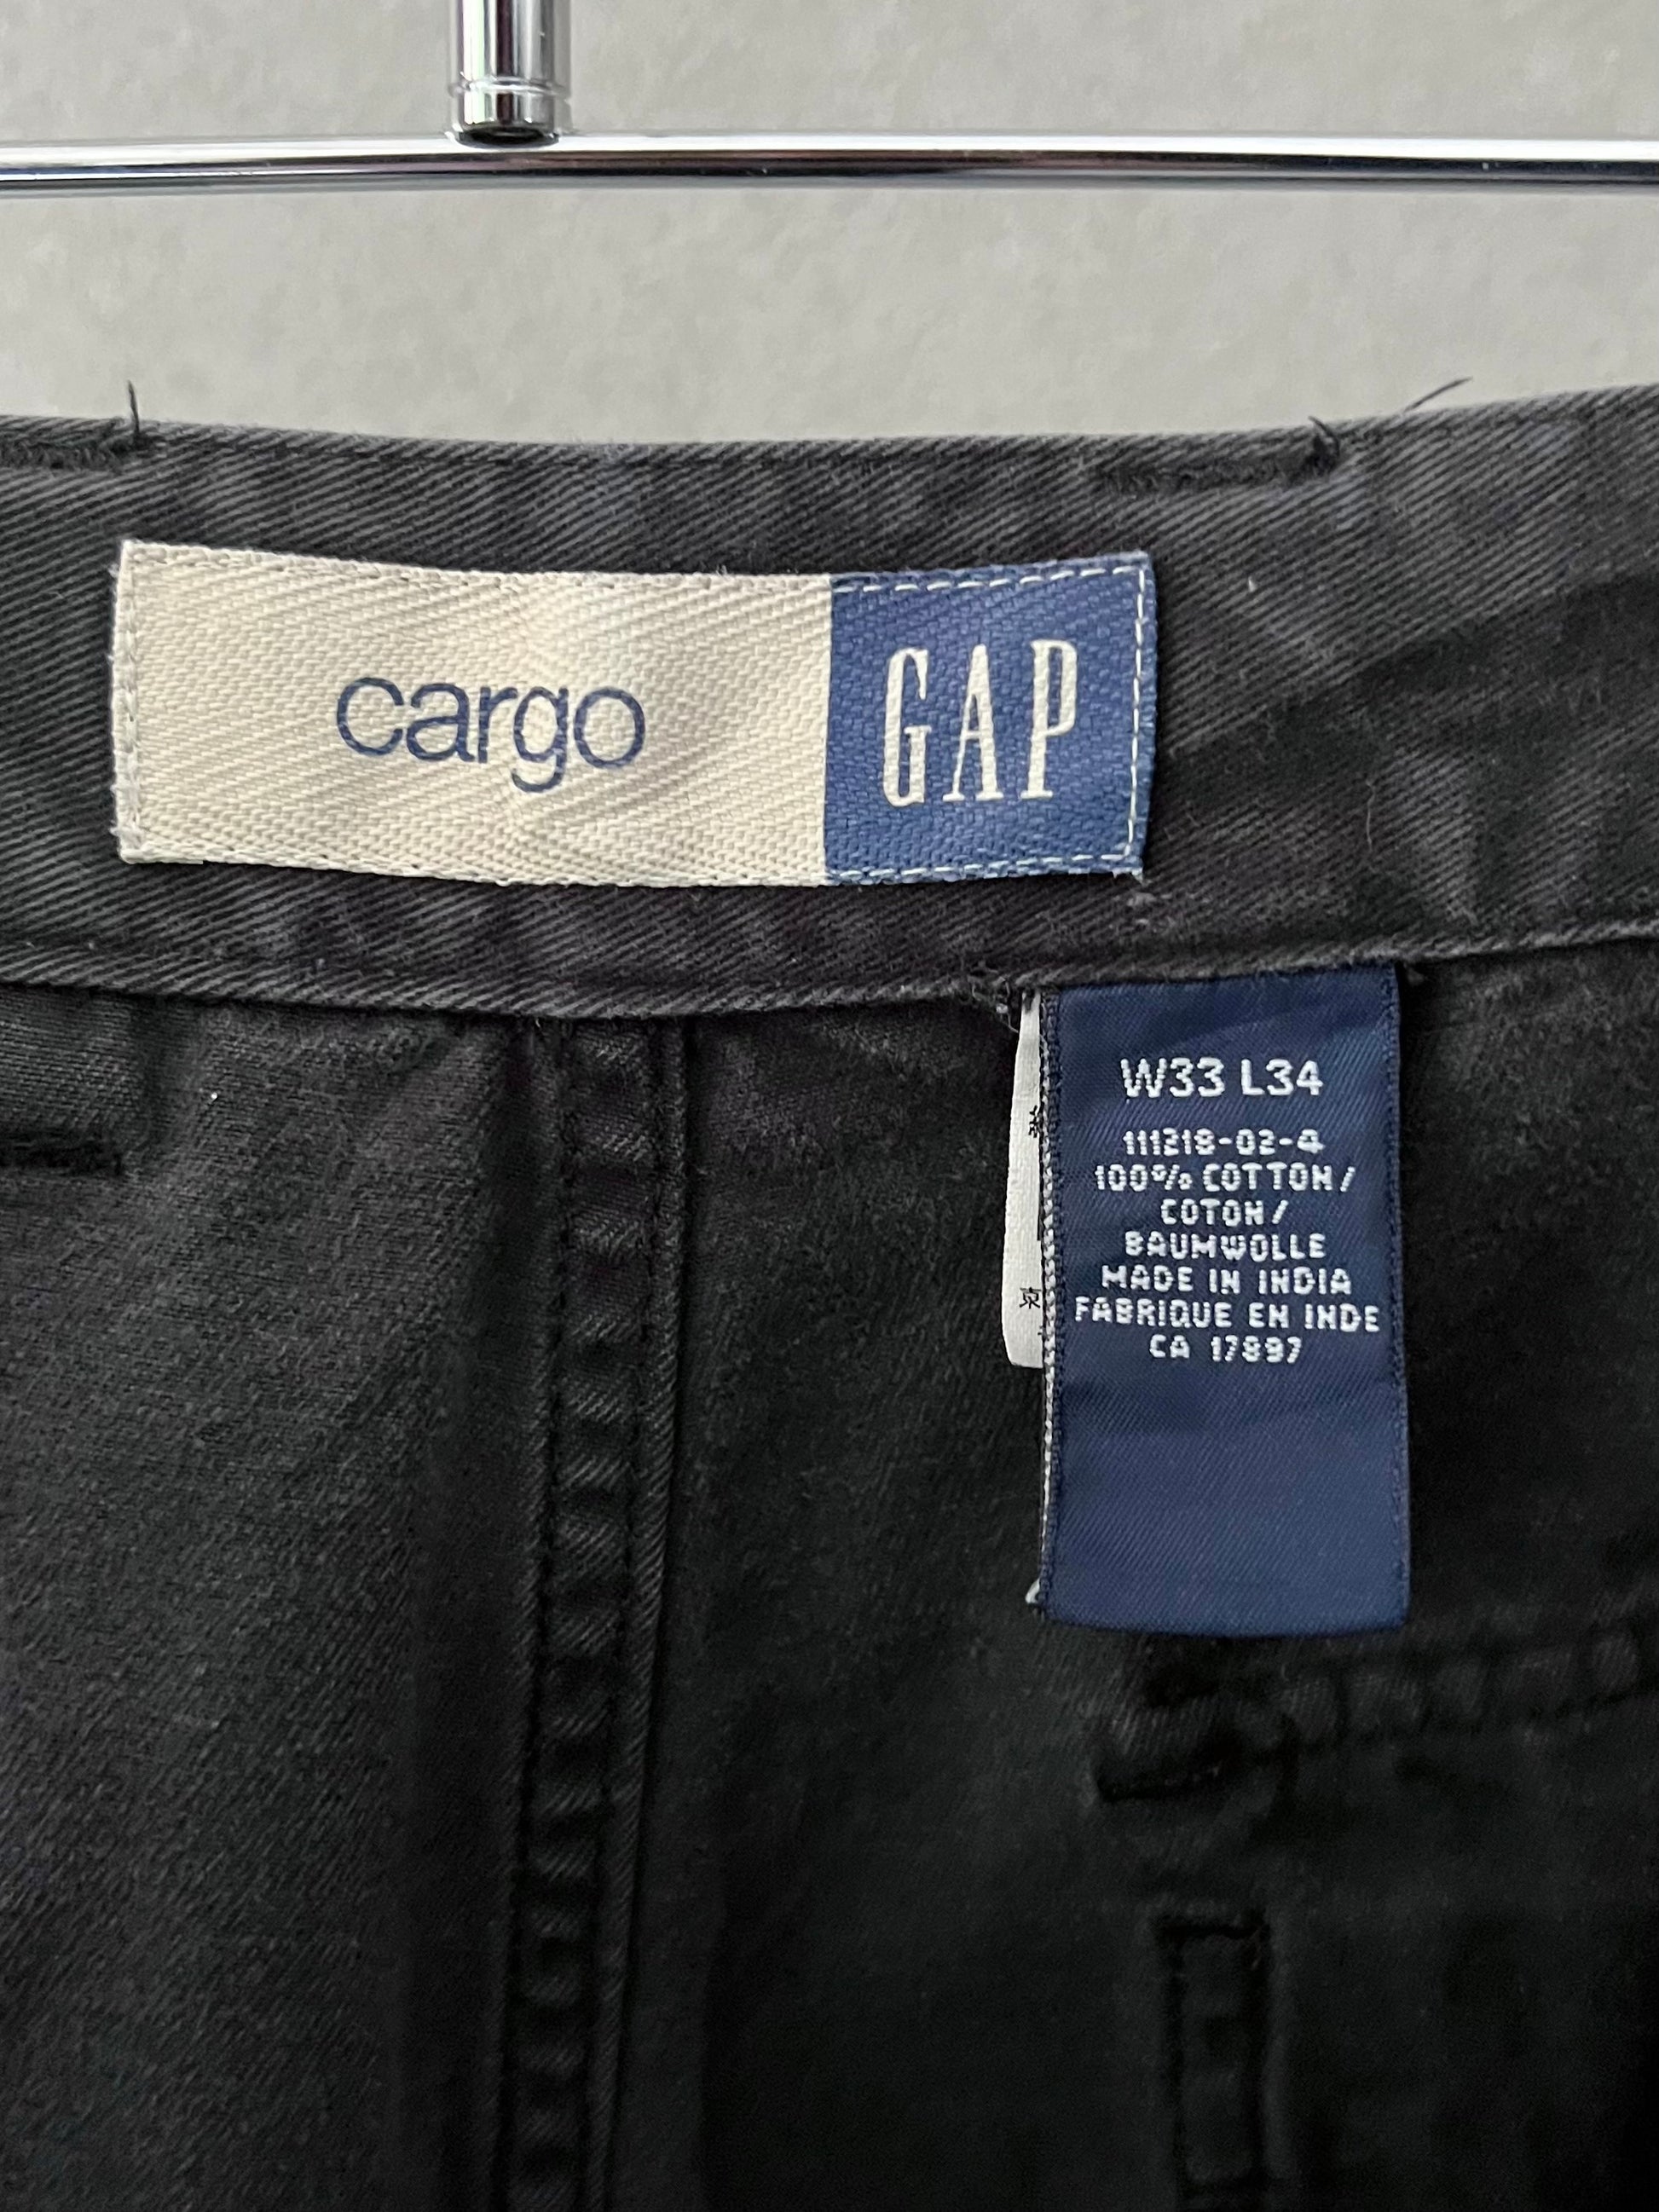 cargo
GAP
W33 L34
111218-02-4
100% COTTON/
COTON/
BAUMWOLLE
MADE IN INDIA
FABRIQUE EN INDE
CA 17897
京